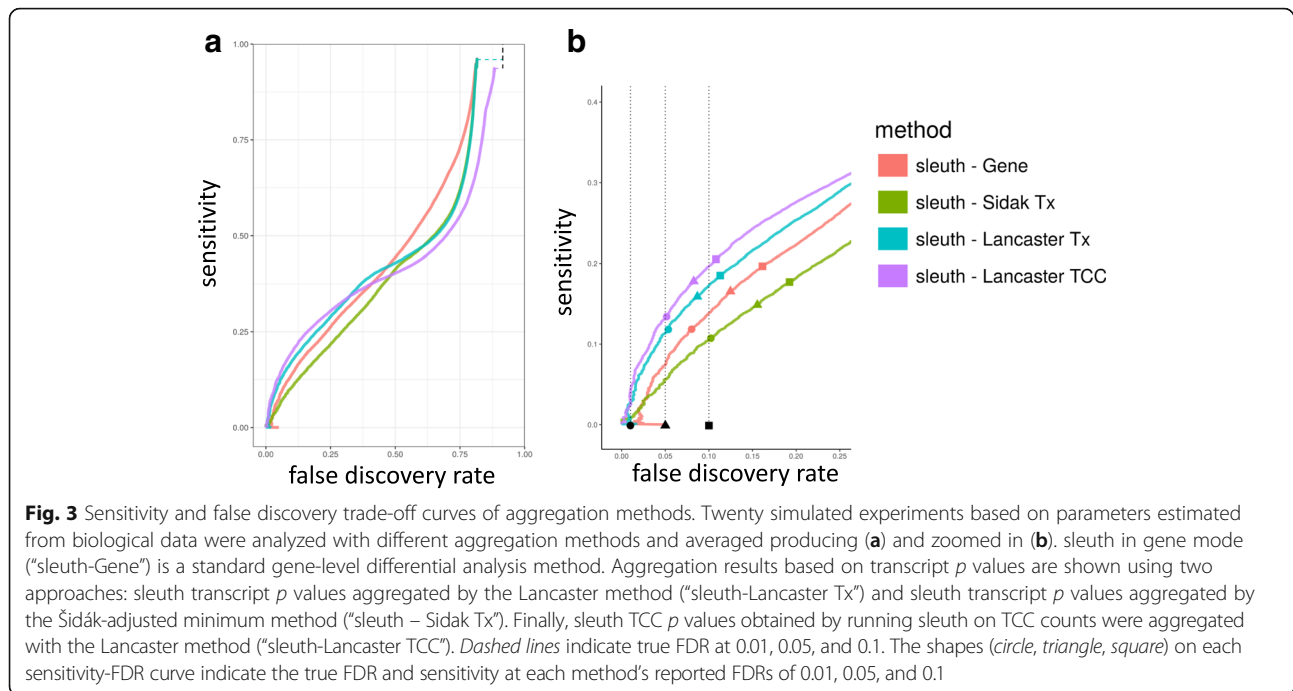 a
1.00
0.75
0.50
0.25
0.00
sensitivity
0.00 0.25 0.50 0.75 1.00
false discovery rate
b
0.4
0.3
0.2
0.1
0.0
sensitivity
0.00 0.05 0.10 0.15 0.20 0.25
false discovery rate
method
sleuth - Gene
sleuth - Sidak Tx
sleuth - Lancaster Tx
sleuth - Lancaster TCC
Fig. 3 Sensitivity and false discovery trade-off curves of aggregation methods. Twenty simulated experiments based on parameters estimated
from biological data were analyzed with different aggregation methods and averaged producing (a) and zoomed in (b). sleuth in gene mode
(“sleuth-Gene”) is a standard gene-level differential analysis method. Aggregation results based on transcript p values are shown using two
approaches: sleuth transcript p values aggregated by the Lancaster method (“sleuth-Lancaster Tx”) and sleuth transcript p values aggregated by
the Šidák-adjusted minimum method (“sleuth – Sidak Tx”). Finally, sleuth TCC p values obtained by running sleuth on TCC counts were aggregated
with the Lancaster method (“sleuth-Lancaster TCC”). Dashed lines indicate true FDR at 0.01, 0.05, and 0.1. The shapes (circle, triangle, square) on each
sensitivity-FDR curve indicate the true FDR and sensitivity at each method’s reported FDRs of 0.01, 0.05, and 0.1